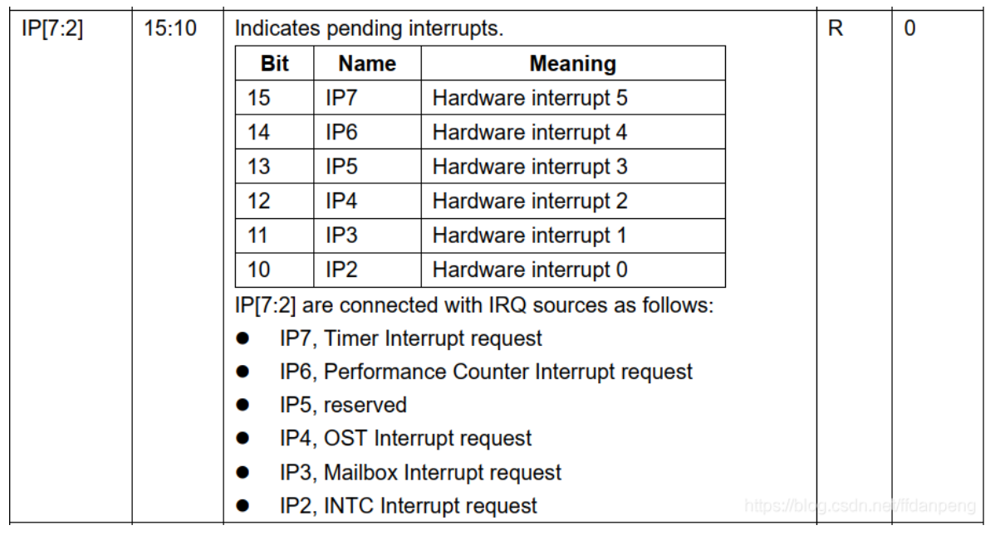 IP[7:2] 15:10 Indicates pending interrupts. R 0
Bit Name Meaning
15 IP7 Hardware interrupt 5
14 IP6 Hardware interrupt 4
13 IP5 Hardware interrupt 3
12 IP4 Hardware interrupt 2
11 IP3 Hardware interrupt 1
10 IP2 Hardware interrupt 0
IP[7:2] are connected with IRQ sources as follows:
● IP7, Timer Interrupt request
● IP6, Performance Counter Interrupt request
● IP5, reserved
● IP4, OST Interrupt request
● IP3, Mailbox Interrupt request
● IP2, INTC Interrupt request
https://blog.csdn.net/ffdanpeng